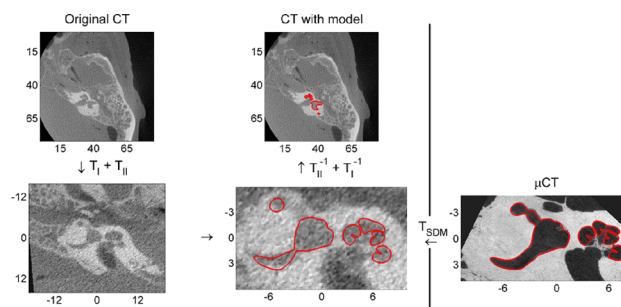 Original CT
CT with model
15
40
65
15 40 65
15
40
65
15 40 65
↓ T_I + T_II
↑ T_II^-1 + T_I^-1
μCT
-12
0
12
-12 0 12
→
-3
0
3
-6 0 6
T_SDM
←
-3
0
3
-6 0 6